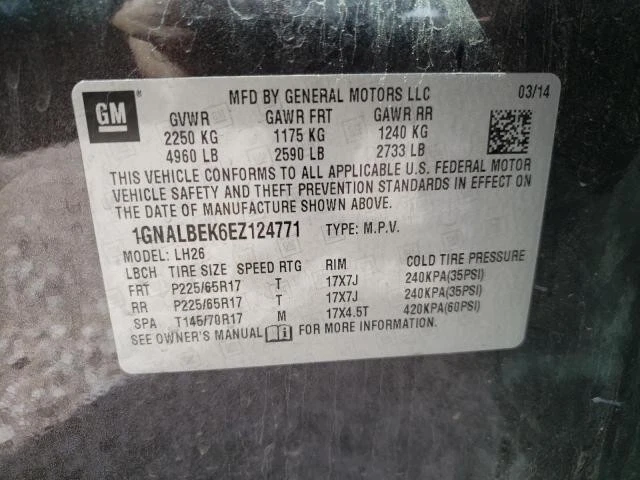 GM
MFD BY GENERAL MOTORS LLC 03/14
GVWR GAWR FRT GAWR RR
2250 KG 1175 KG 1240 KG
4960 LB 2590 LB 2733 LB
THIS VEHICLE CONFORMS TO ALL APPLICABLE U.S. FEDERAL MOTOR
VEHICLE SAFETY AND THEFT PREVENTION STANDARDS IN EFFECT ON
THE DATE OF MANUFACTURE SHOWN ABOVE.
1GNALBEK6EZ124771 TYPE: M.P.V.
MODEL: LH26
LBCH TIRE SIZE SPEED RTG RIM COLD TIRE PRESSURE
FRT P225/65R17 T 17X7J 240KPA(35PSI)
RR P225/65R17 T 17X7J 240KPA(35PSI)
SPA T145/70R17 M 17X4.5T 420KPA(60PSI)
SEE OWNER'S MANUAL FOR MORE INFORMATION.